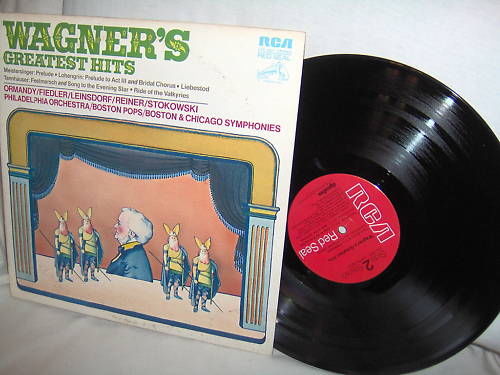 WAGNER'S
GREATEST HITS
RCA
Meistersinger: Prelude • Lohengrin: Prelude to Act III and Bridal Chorus • Liebestod
Tannhäuser: Festmarsch and Song to the Evening Star • Ride of the Valkyries
ORMANDY/FIEDLER/LEINSDORF/REINER/STOKOWSKI
PHILADELPHIA ORCHESTRA/BOSTON POPS/BOSTON & CHICAGO SYMPHONIES
RCA
Red Seal
2